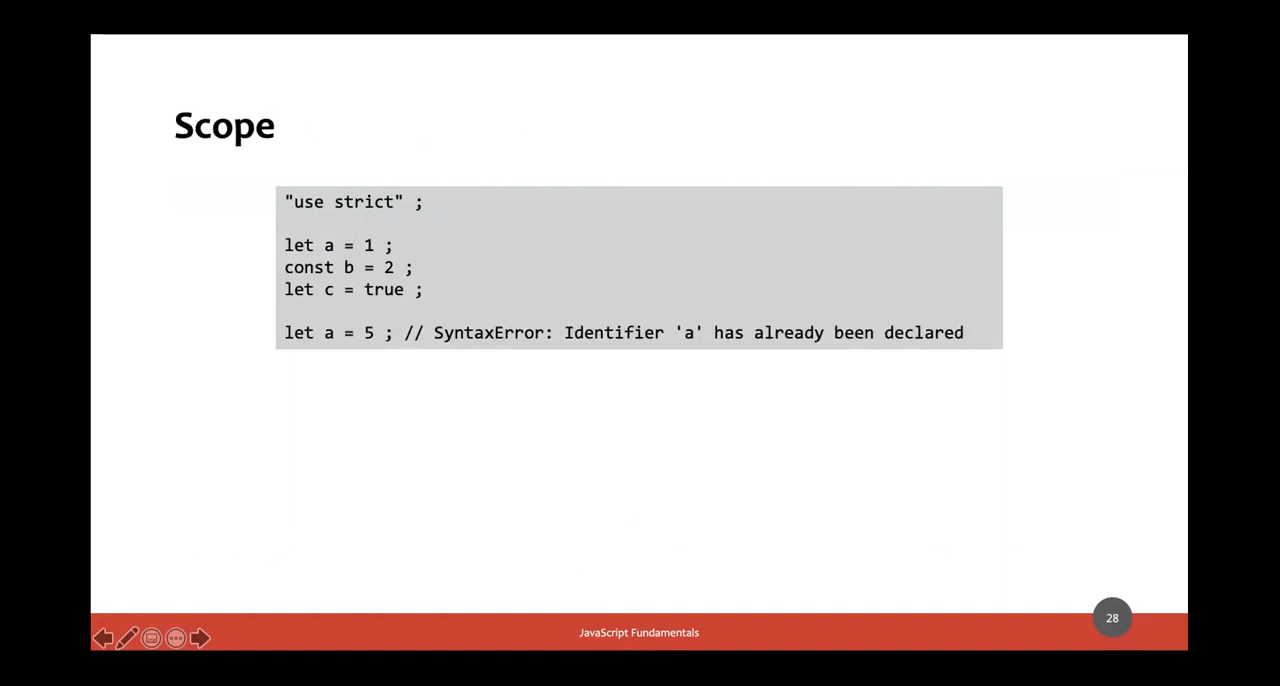 Scope
"use strict" ;
let a = 1 ;
const b = 2 ;
let c = true ;
let a = 5 ; // SyntaxError: Identifier 'a' has already been declared
JavaScript Fundamentals
28